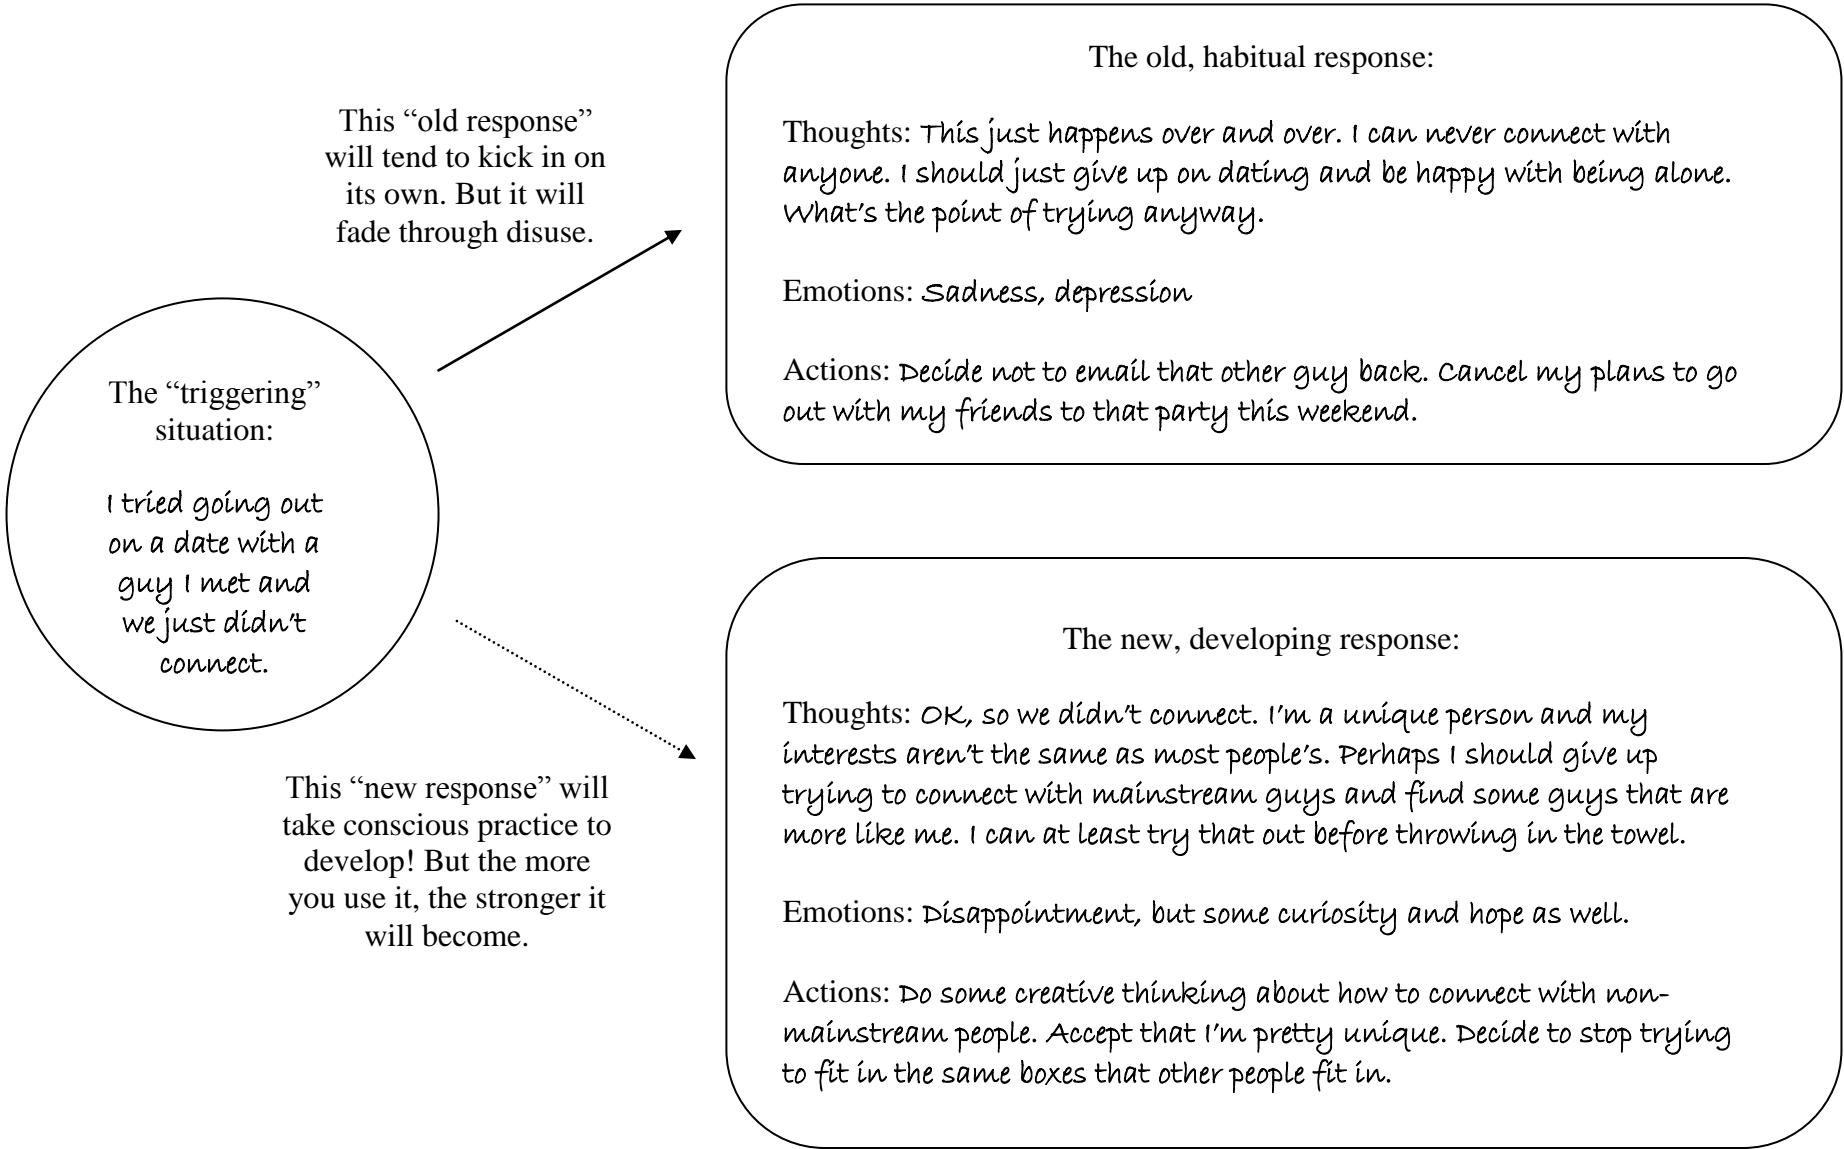 The old, habitual response:
Thoughts: This just happens over and over. I can never connect with
anyone. I should just give up on dating and be happy with being alone.
What's the point of trying anyway.
Emotions: Sadness, depression
Actions: Decide not to email that other guy back. Cancel my plans to go
out with my friends to that party this weekend.
This “old response”
will tend to kick in on
its own. But it will
fade through disuse.
The “triggering”
situation:
I tried going out
on a date with a
guy I met and
we just didn't
connect.
This “new response” will
take conscious practice to
develop! But the more
you use it, the stronger it
will become.
The new, developing response:
Thoughts: OK, so we didn't connect. I'm a unique person and my
interests aren't the same as most people's. Perhaps I should give up
trying to connect with mainstream guys and find some guys that are
more like me. I can at least try that out before throwing in the towel.
Emotions: Disappointment, but some curiosity and hope as well.
Actions: Do some creative thinking about how to connect with non-
mainstream people. Accept that I'm pretty unique. Decide to stop trying
to fit in the same boxes that other people fit in.